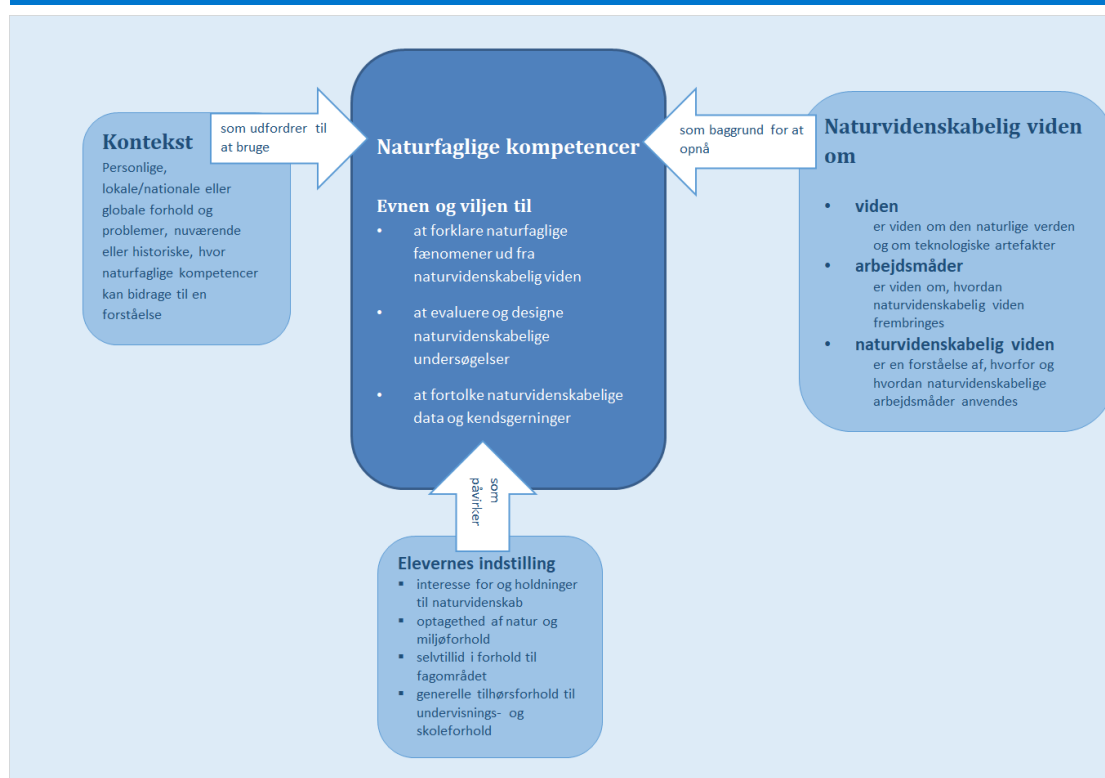 Kontekst
Personlige,
lokale/nationale eller
globale forhold og
problemer, nuværende
eller historiske, hvor
naturfaglige kompetencer
kan bidrage til en
forståelse
som udfordrer til
at bruge
Naturfaglige kompetencer
Evnen og viljen til
• at forklare naturfaglige
fænomener ud fra
naturvidenskabelig viden
• at evaluere og designe
naturvidenskabelige
undersøgelser
• at fortolke naturvidenskabelige
data og kendsgerninger
som baggrund for at
opnå
Naturvidenskabelig viden
om
• viden
er viden om den naturlige verden
og om teknologiske artefakter
• arbejdsmåder
er viden om, hvordan
naturvidenskabelig viden
frembringes
• naturvidenskabelig viden
er en forståelse af, hvorfor og
hvordan naturvidenskabelige
arbejdsmåder anvendes
som
påvirker
Elevernes indstilling
▪ interesse for og holdninger
til naturvidenskab
▪ optagethed af natur og
miljøforhold
▪ selvtillid i forhold til
fagområdet
▪ generelle tilhørsforhold til
undervisnings- og
skoleforhold